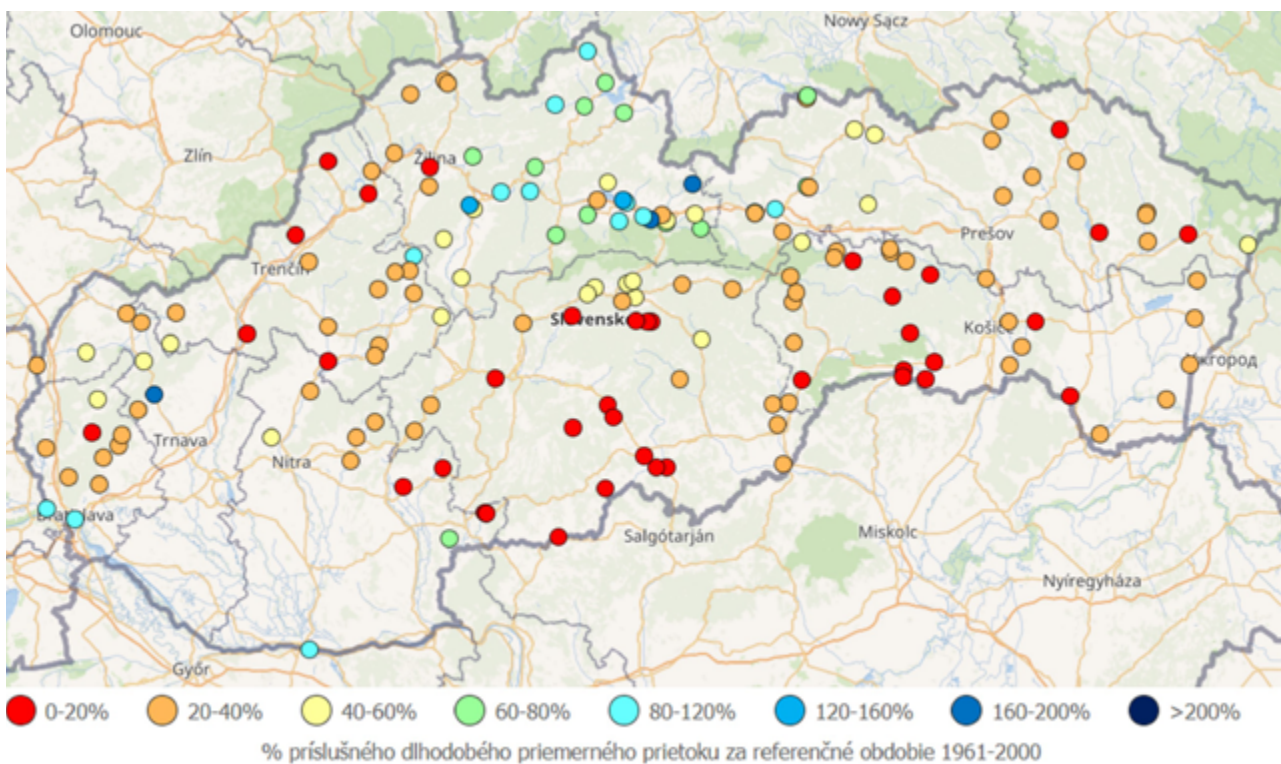 Nowy Sącz
Olomouc
Zlín
Žilina
Prešov
Trenčín
Slovensko
Košice
Ужгород
Trnava
Nitra
Bratislava
Salgótarján
Miskolc
Nyíregyháza
Győr
0-20% 20-40% 40-60% 60-80% 80-120% 120-160% 160-200% >200%
% príslušného dlhodobého priemerného prietoku za referenčné obdobie 1961-2000